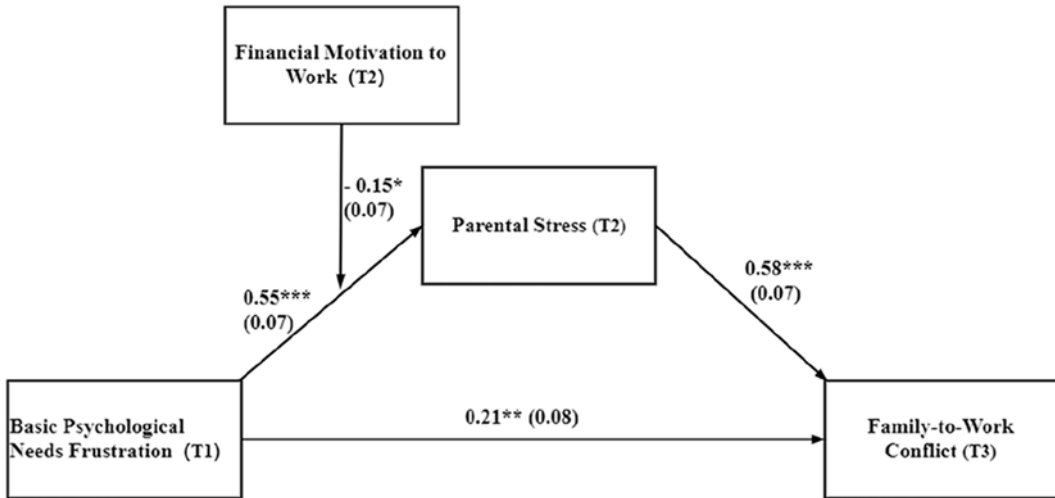 Financial Motivation to
Work (T2)
- 0.15*
(0.07)
Parental Stress (T2)
0.55***
(0.07)
0.58***
(0.07)
Basic Psychological
Needs Frustration (T1)
0.21** (0.08)
Family-to-Work
Conflict (T3)